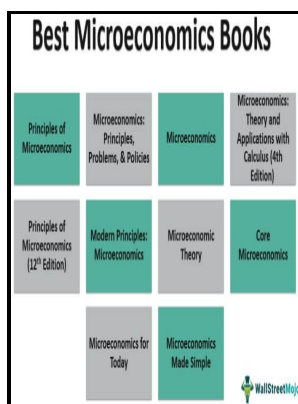 Best Microeconomics Books
Principles of
Microeconomics
Microeconomics:
Principles,
Problems, & Policies
Microeconomics
Microeconomics:
Theory and
Applications with
Calculus (4th
Edition)
Principles of
Microeconomics
(12th Edition)
Modern Principles:
Microeconomics
Microeconomic
Theory
Core
Microeconomics
Microeconomics for
Today
Microeconomics
Made Simple
WallStreetMojo